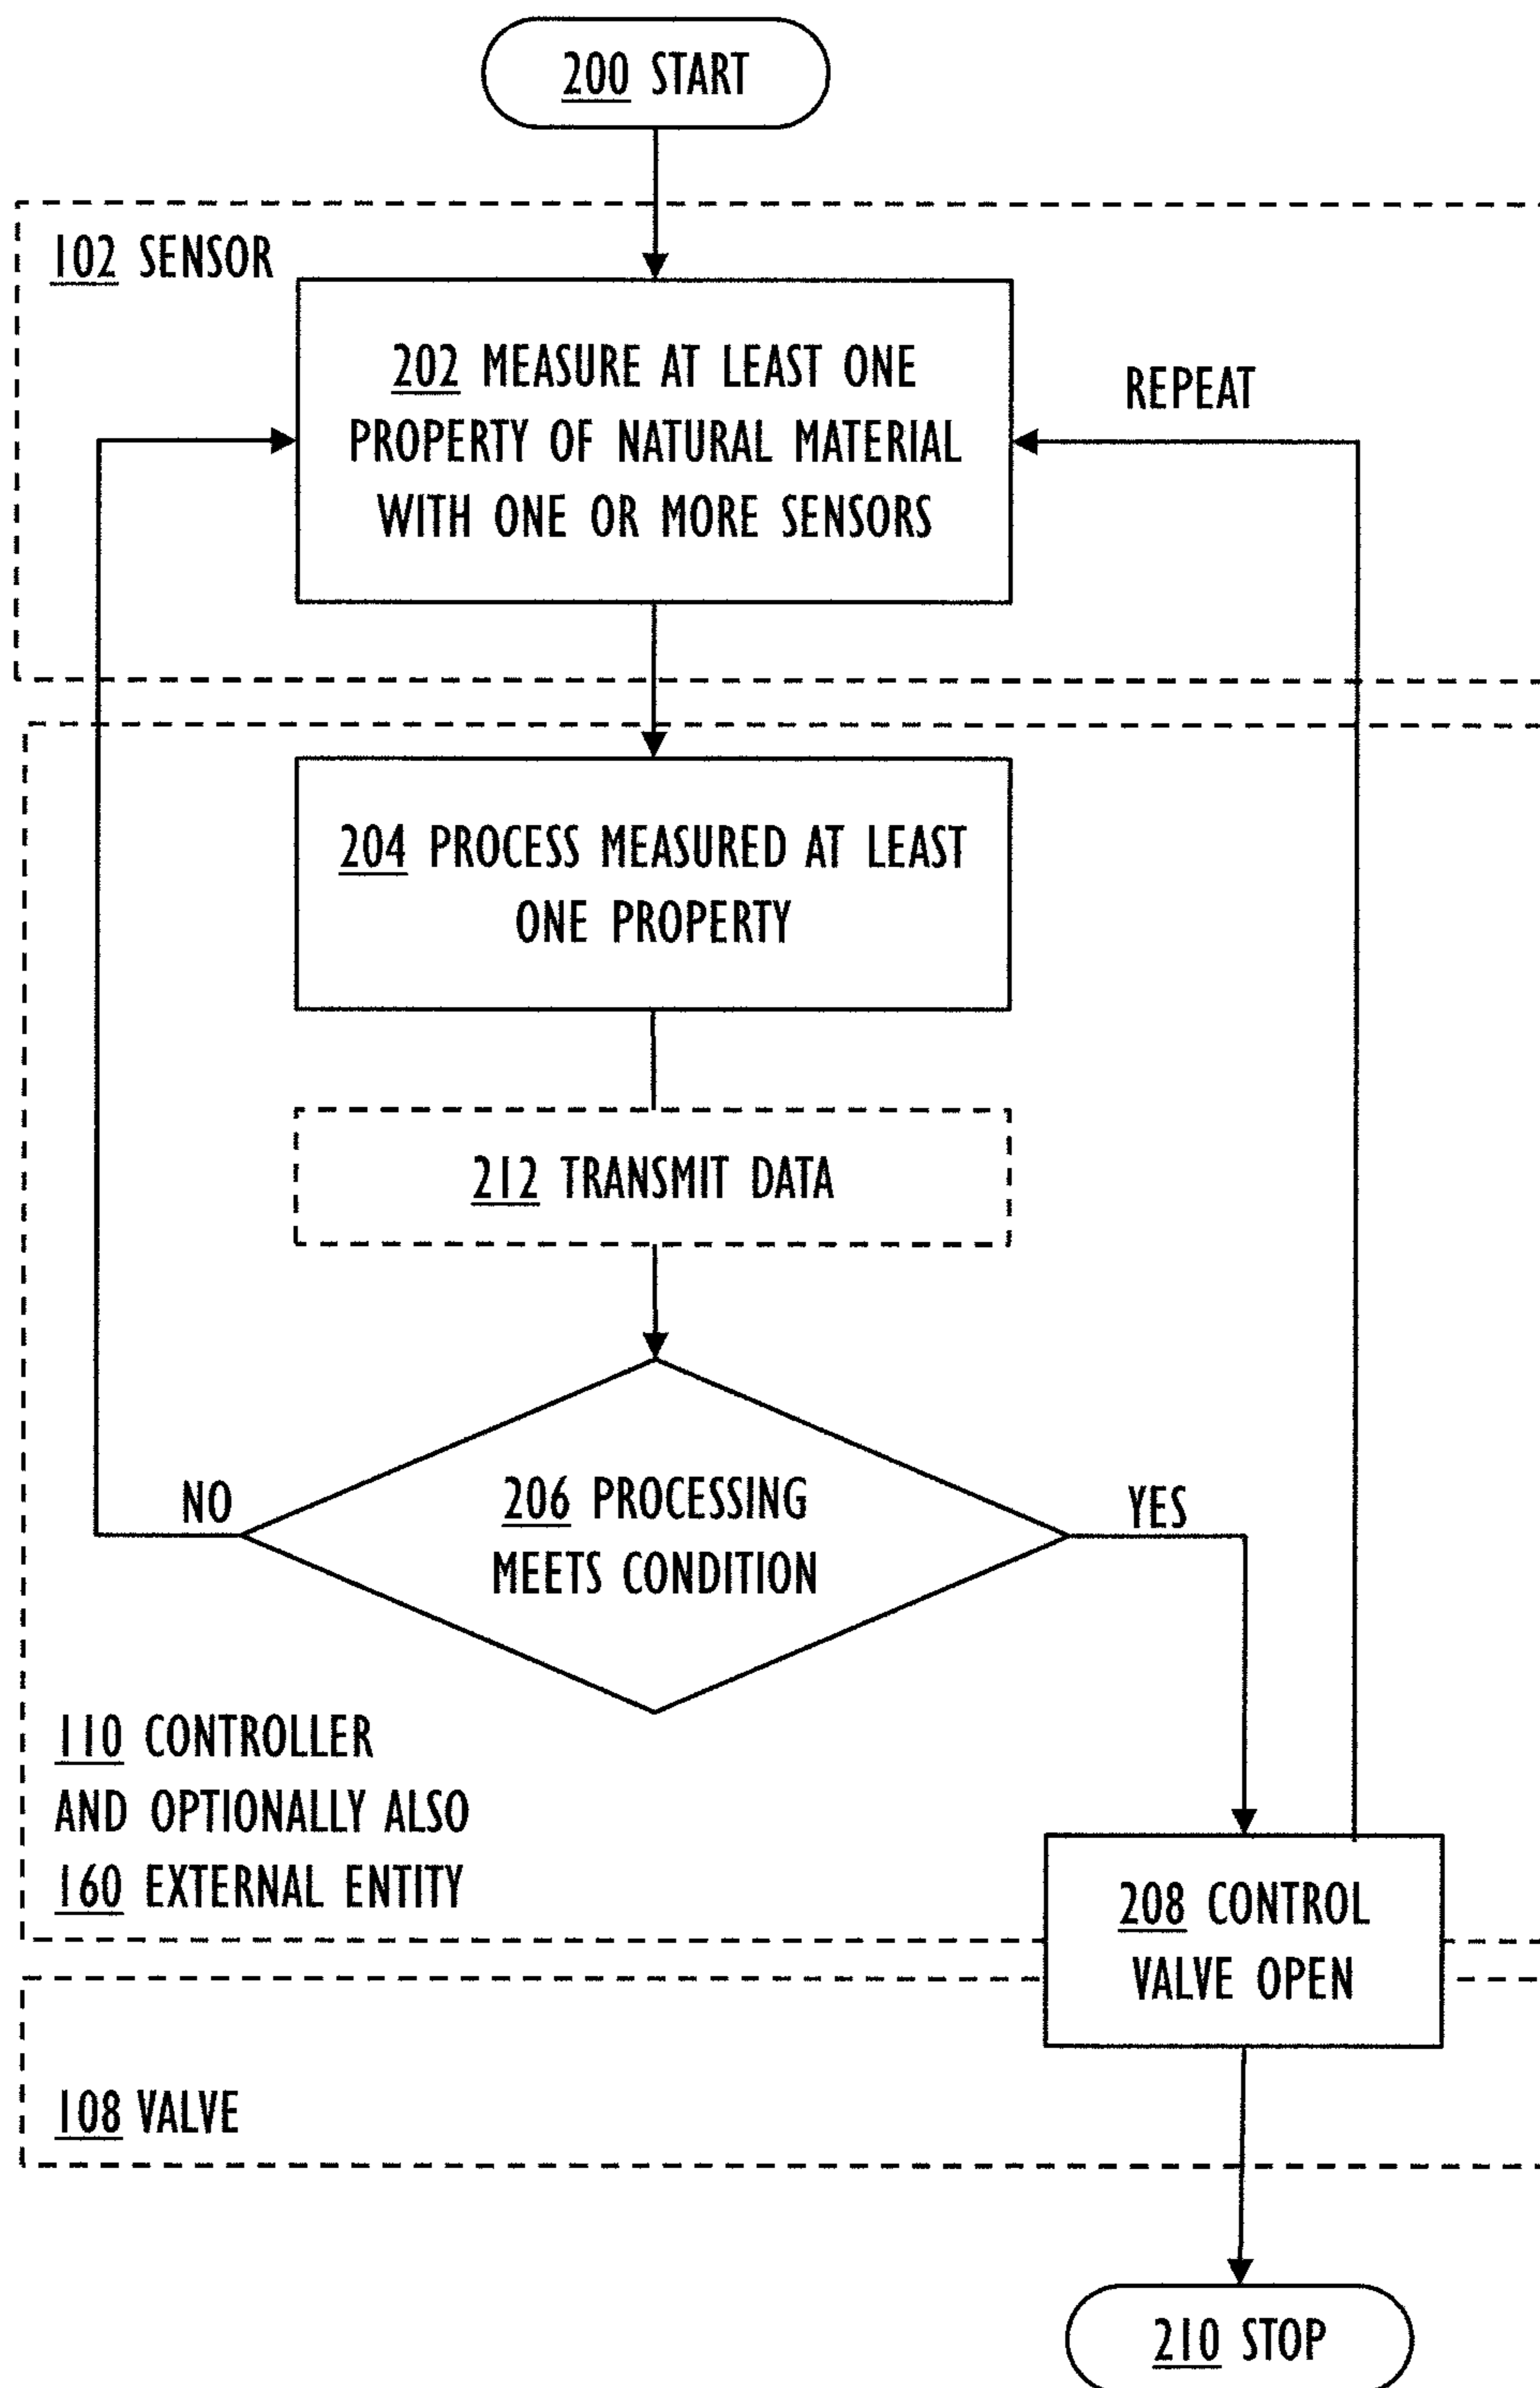 200 START
102 SENSOR
202 MEASURE AT LEAST ONE
PROPERTY OF NATURAL MATERIAL
WITH ONE OR MORE SENSORS
REPEAT
204 PROCESS MEASURED AT LEAST
ONE PROPERTY
212 TRANSMIT DATA
206 PROCESSING
MEETS CONDITION
NO
YES
110 CONTROLLER
AND OPTIONALLY ALSO
160 EXTERNAL ENTITY
208 CONTROL
VALVE OPEN
108 VALVE
210 STOP